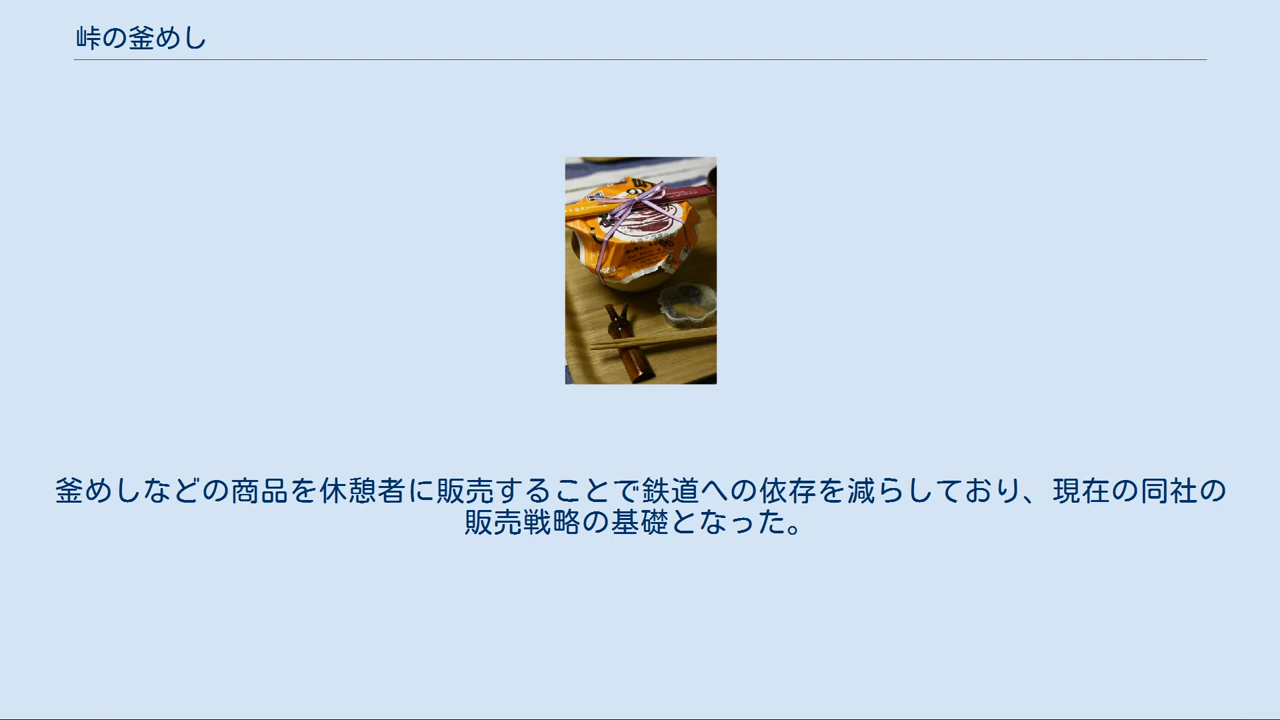 峠の釜めし
釜めしなどの商品を休憩者に販売することで鉄道への依存を減らしており、現在の同社の
販売戦略の基礎となった。